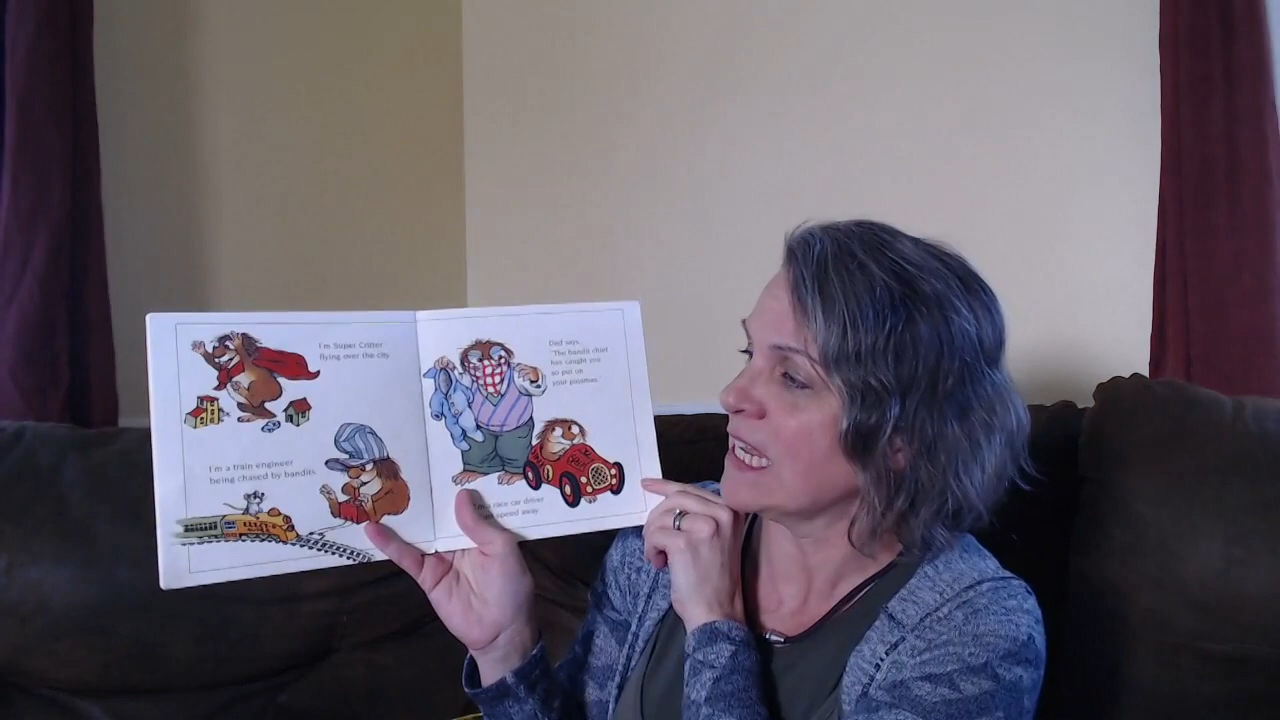 I'm Super Critter
flying over the city.
I'm a train engineer
being chased by bandits.
Dad says,
"The bandit chief
has caught you
so put on
your pajamas."
race car driver
speed away.